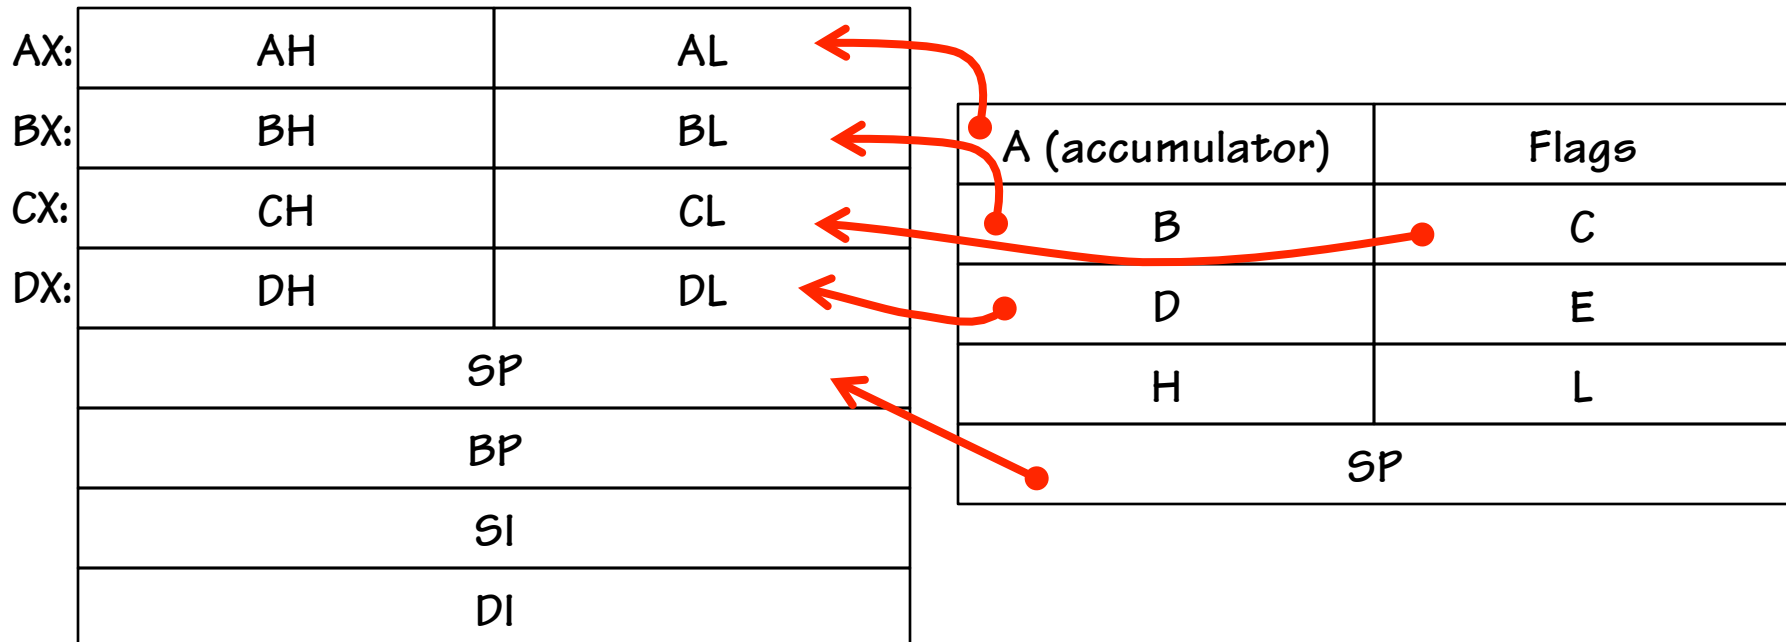 AX: AH AL
BX: BH BL
CX: CH CL
DX: DH DL
SP
BP
SI
DI
A (accumulator) Flags
B C
D E
H L
SP